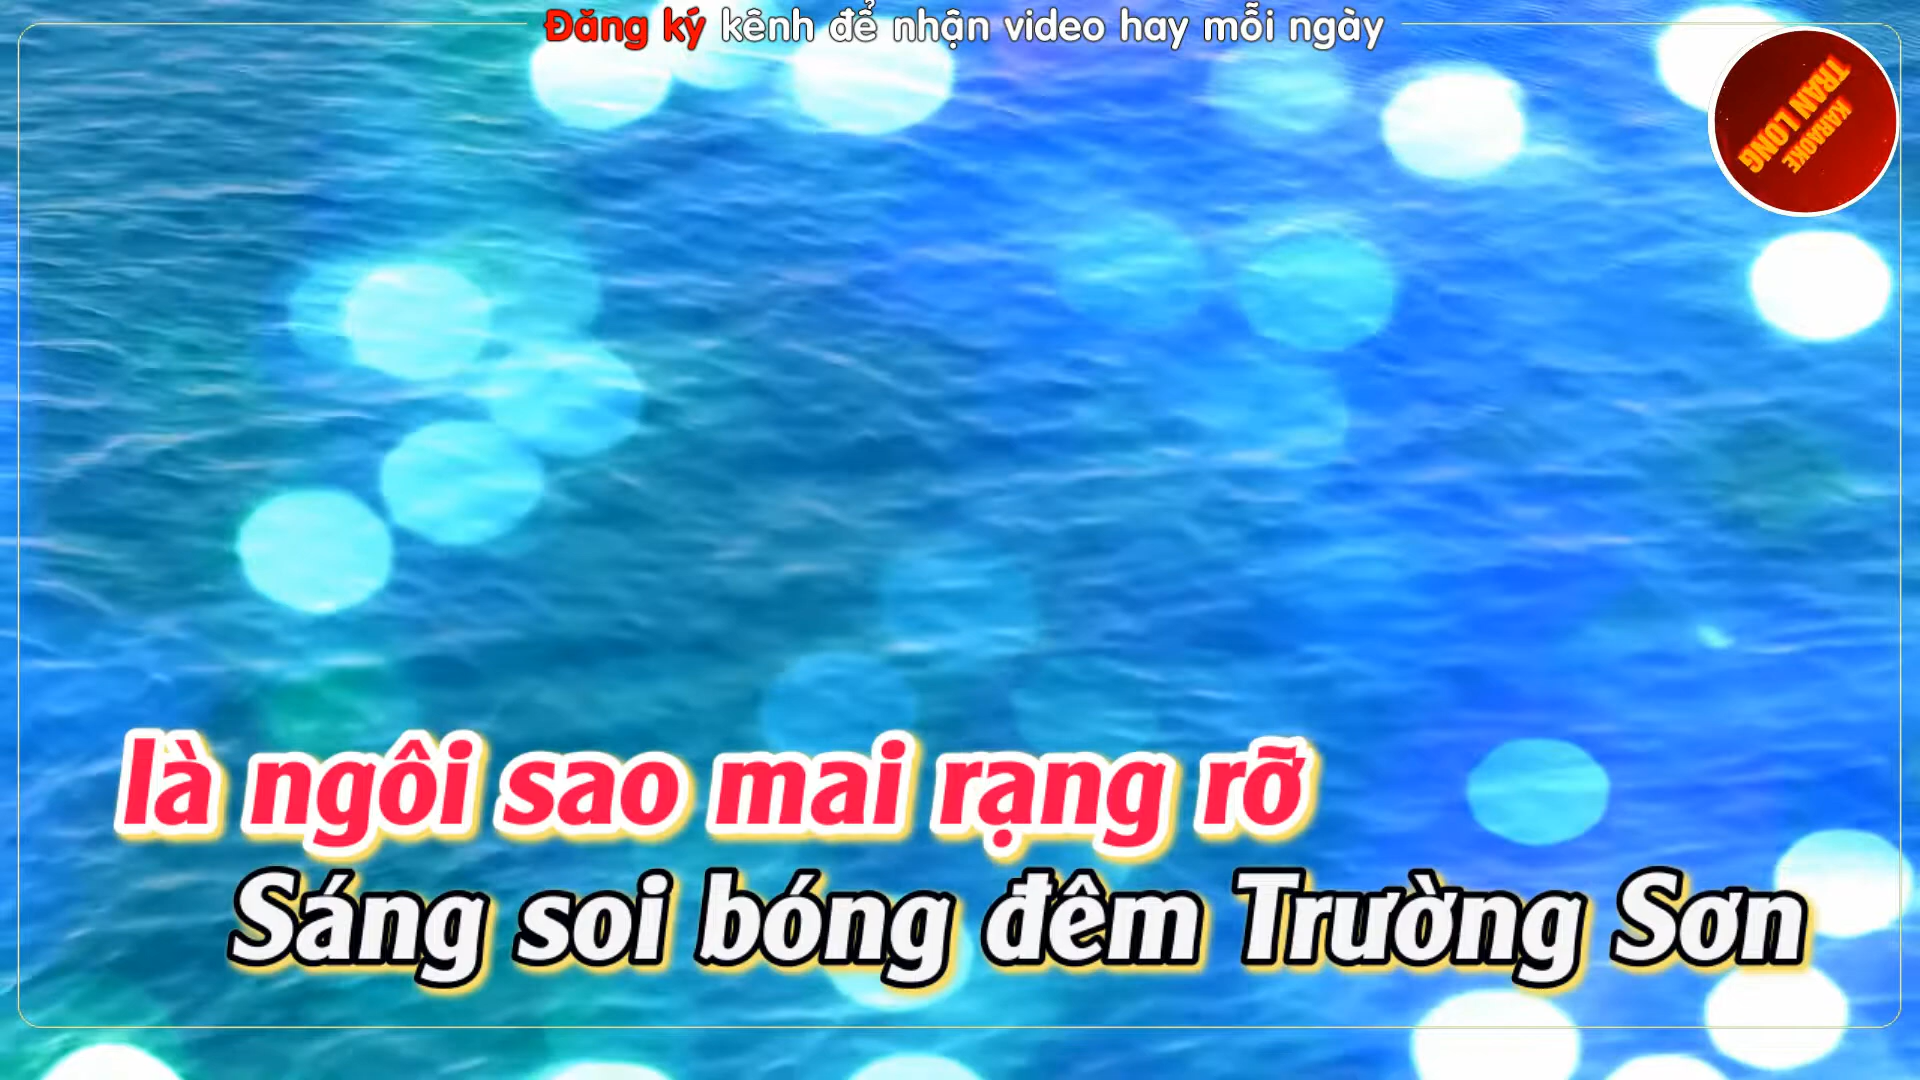 Đăng ký kênh để nhận video hay mỗi ngày
TRAN LONG
KARAOKE
là ngôi sao mai rạng rỡ
Sáng soi bóng đêm Trường Sơn